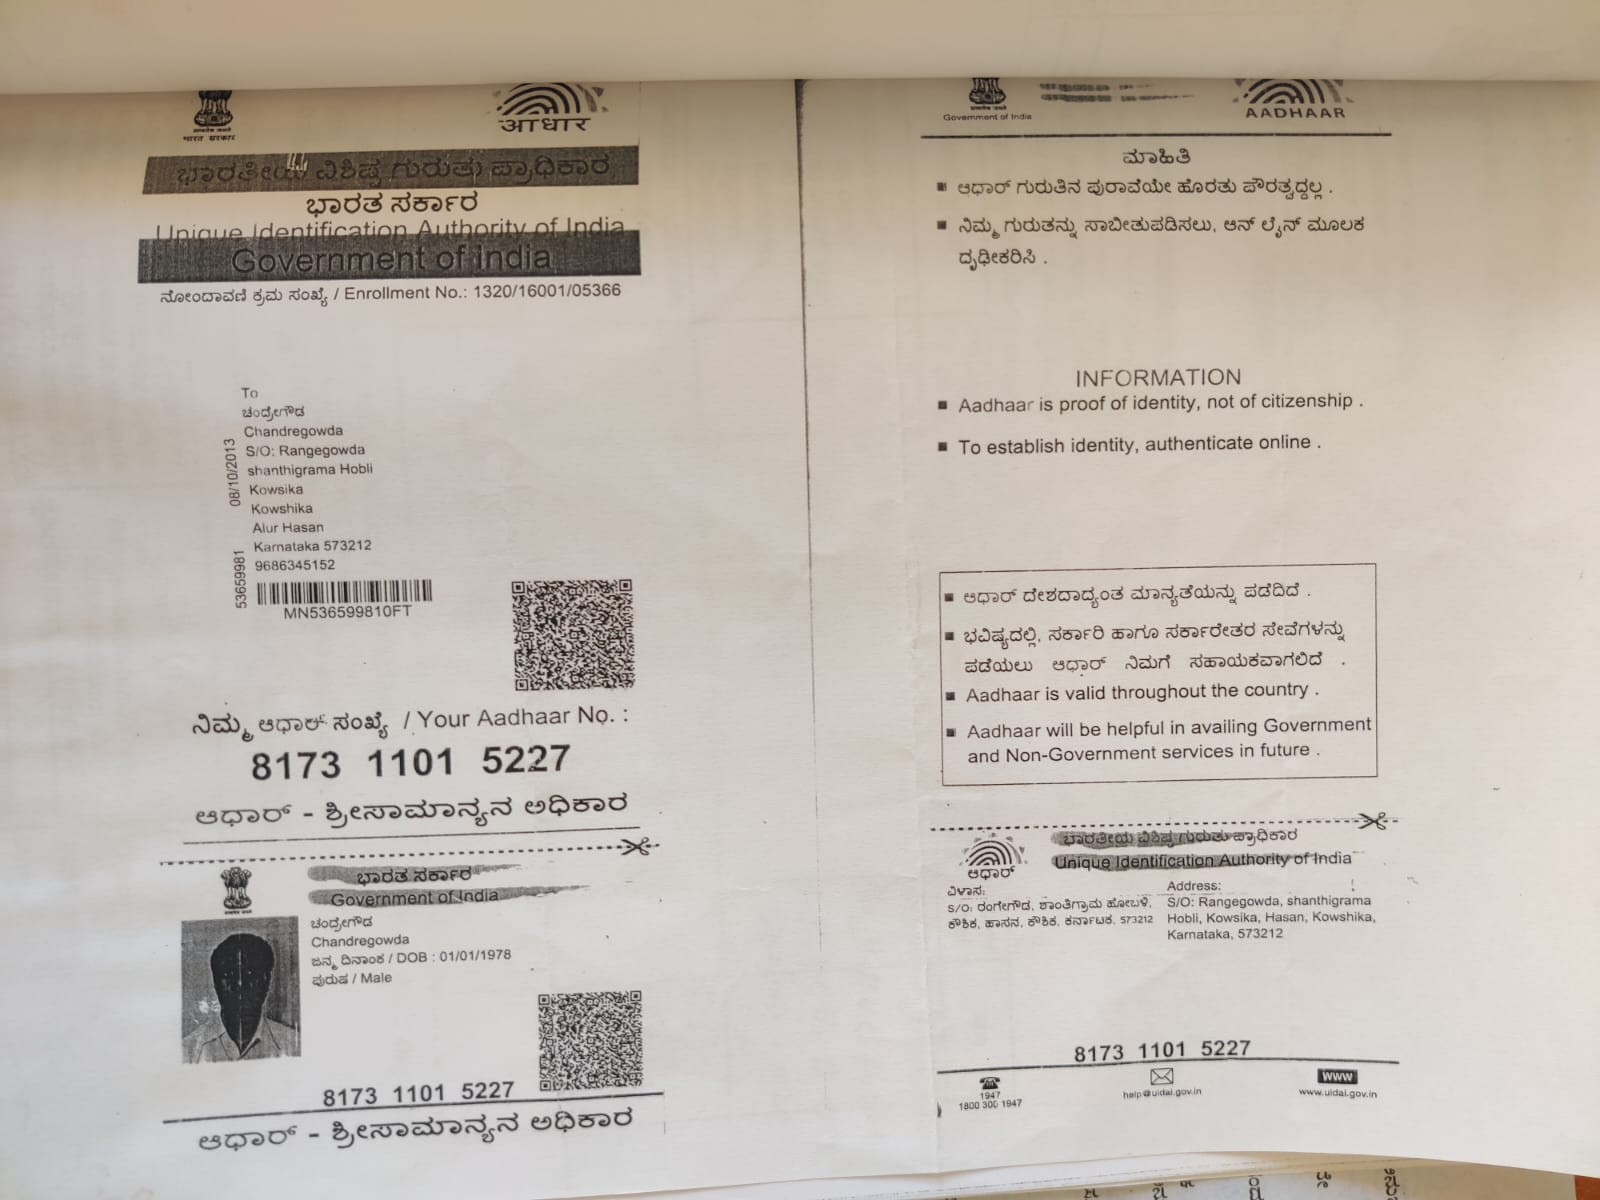 भारत सरकार
आधार
ಭಾರತೀಯ ವಿಶಿಷ್ಟ ಗುರುತು ಪ್ರಾಧಿಕಾರ
ಭಾರತ ಸರ್ಕಾರ
Unique Identification Authority of India
Government of India
ನೋಂದಾವಣಿ ಕ್ರಮ ಸಂಖ್ಯೆ / Enrollment No.: 1320/16001/05366
To
ಚಂದ್ರೇಗೌಡ
Chandregowda
S/O: Rangegowda
shanthigrama Hobli
Kowsika
Kowshika
Alur Hasan
Karnataka 573212
9686345152
08/10/2013
53659981
MN536599810FT
ನಿಮ್ಮ ಆಧಾರ್ ಸಂಖ್ಯೆ / Your Aadhaar No. :
8173 1101 5227
ಆಧಾರ್ - ಶ್ರೀಸಾಮಾನ್ಯನ ಅಧಿಕಾರ
ಭಾರತ ಸರ್ಕಾರ
Government of India
ಚಂದ್ರೇಗೌಡ
Chandregowda
ಜನ್ಮ ದಿನಾಂಕ / DOB : 01/01/1978
ಪುರುಷ / Male
8173 1101 5227
ಆಧಾರ್ - ಶ್ರೀಸಾಮಾನ್ಯನ ಅಧಿಕಾರ
Government of India
AADHAAR
ಮಾಹಿತಿ
ಆಧಾರ್ ಗುರುತಿನ ಪುರಾವೆಯೇ ಹೊರತು ಪೌರತ್ವದ್ದಲ್ಲ .
ನಿಮ್ಮ ಗುರುತನ್ನು ಸಾಬೀತುಪಡಿಸಲು, ಆನ್ ಲೈನ್ ಮೂಲಕ
ದೃಢೀಕರಿಸಿ .
INFORMATION
Aadhaar is proof of identity, not of citizenship .
To establish identity, authenticate online .
ಆಧಾರ್ ದೇಶದಾದ್ಯಂತ ಮಾನ್ಯತೆಯನ್ನು ಪಡೆದಿದೆ .
ಭವಿಷ್ಯದಲ್ಲಿ, ಸರ್ಕಾರಿ ಹಾಗೂ ಸರ್ಕಾರೇತರ ಸೇವೆಗಳನ್ನು
ಪಡೆಯಲು ಆಧಾರ್ ನಿಮಗೆ ಸಹಾಯಕವಾಗಲಿದೆ .
Aadhaar is valid throughout the country .
Aadhaar will be helpful in availing Government
and Non-Government services in future .
ಭಾರತೀಯ ವಿಶಿಷ್ಟ ಗುರುತು ಪ್ರಾಧಿಕಾರ
Unique Identification Authority of India
ಆಧಾರ್
ವಿಳಾಸ:
S/O: ರಂಗೇಗೌಡ, ಶಾಂತಿಗ್ರಾಮ ಹೋಬಳಿ,
ಕೌಶಿಕ, ಹಾಸನ, ಕೌಶಿಕ, ಕರ್ನಾಟಕ, 573212
Address:
S/O: Rangegowda, shanthigrama
Hobli, Kowsika, Hasan, Kowshika,
Karnataka, 573212
8173 1101 5227
1947
1800 300 1947
help@uidai.gov.in
WWW
www.uidai.gov.in